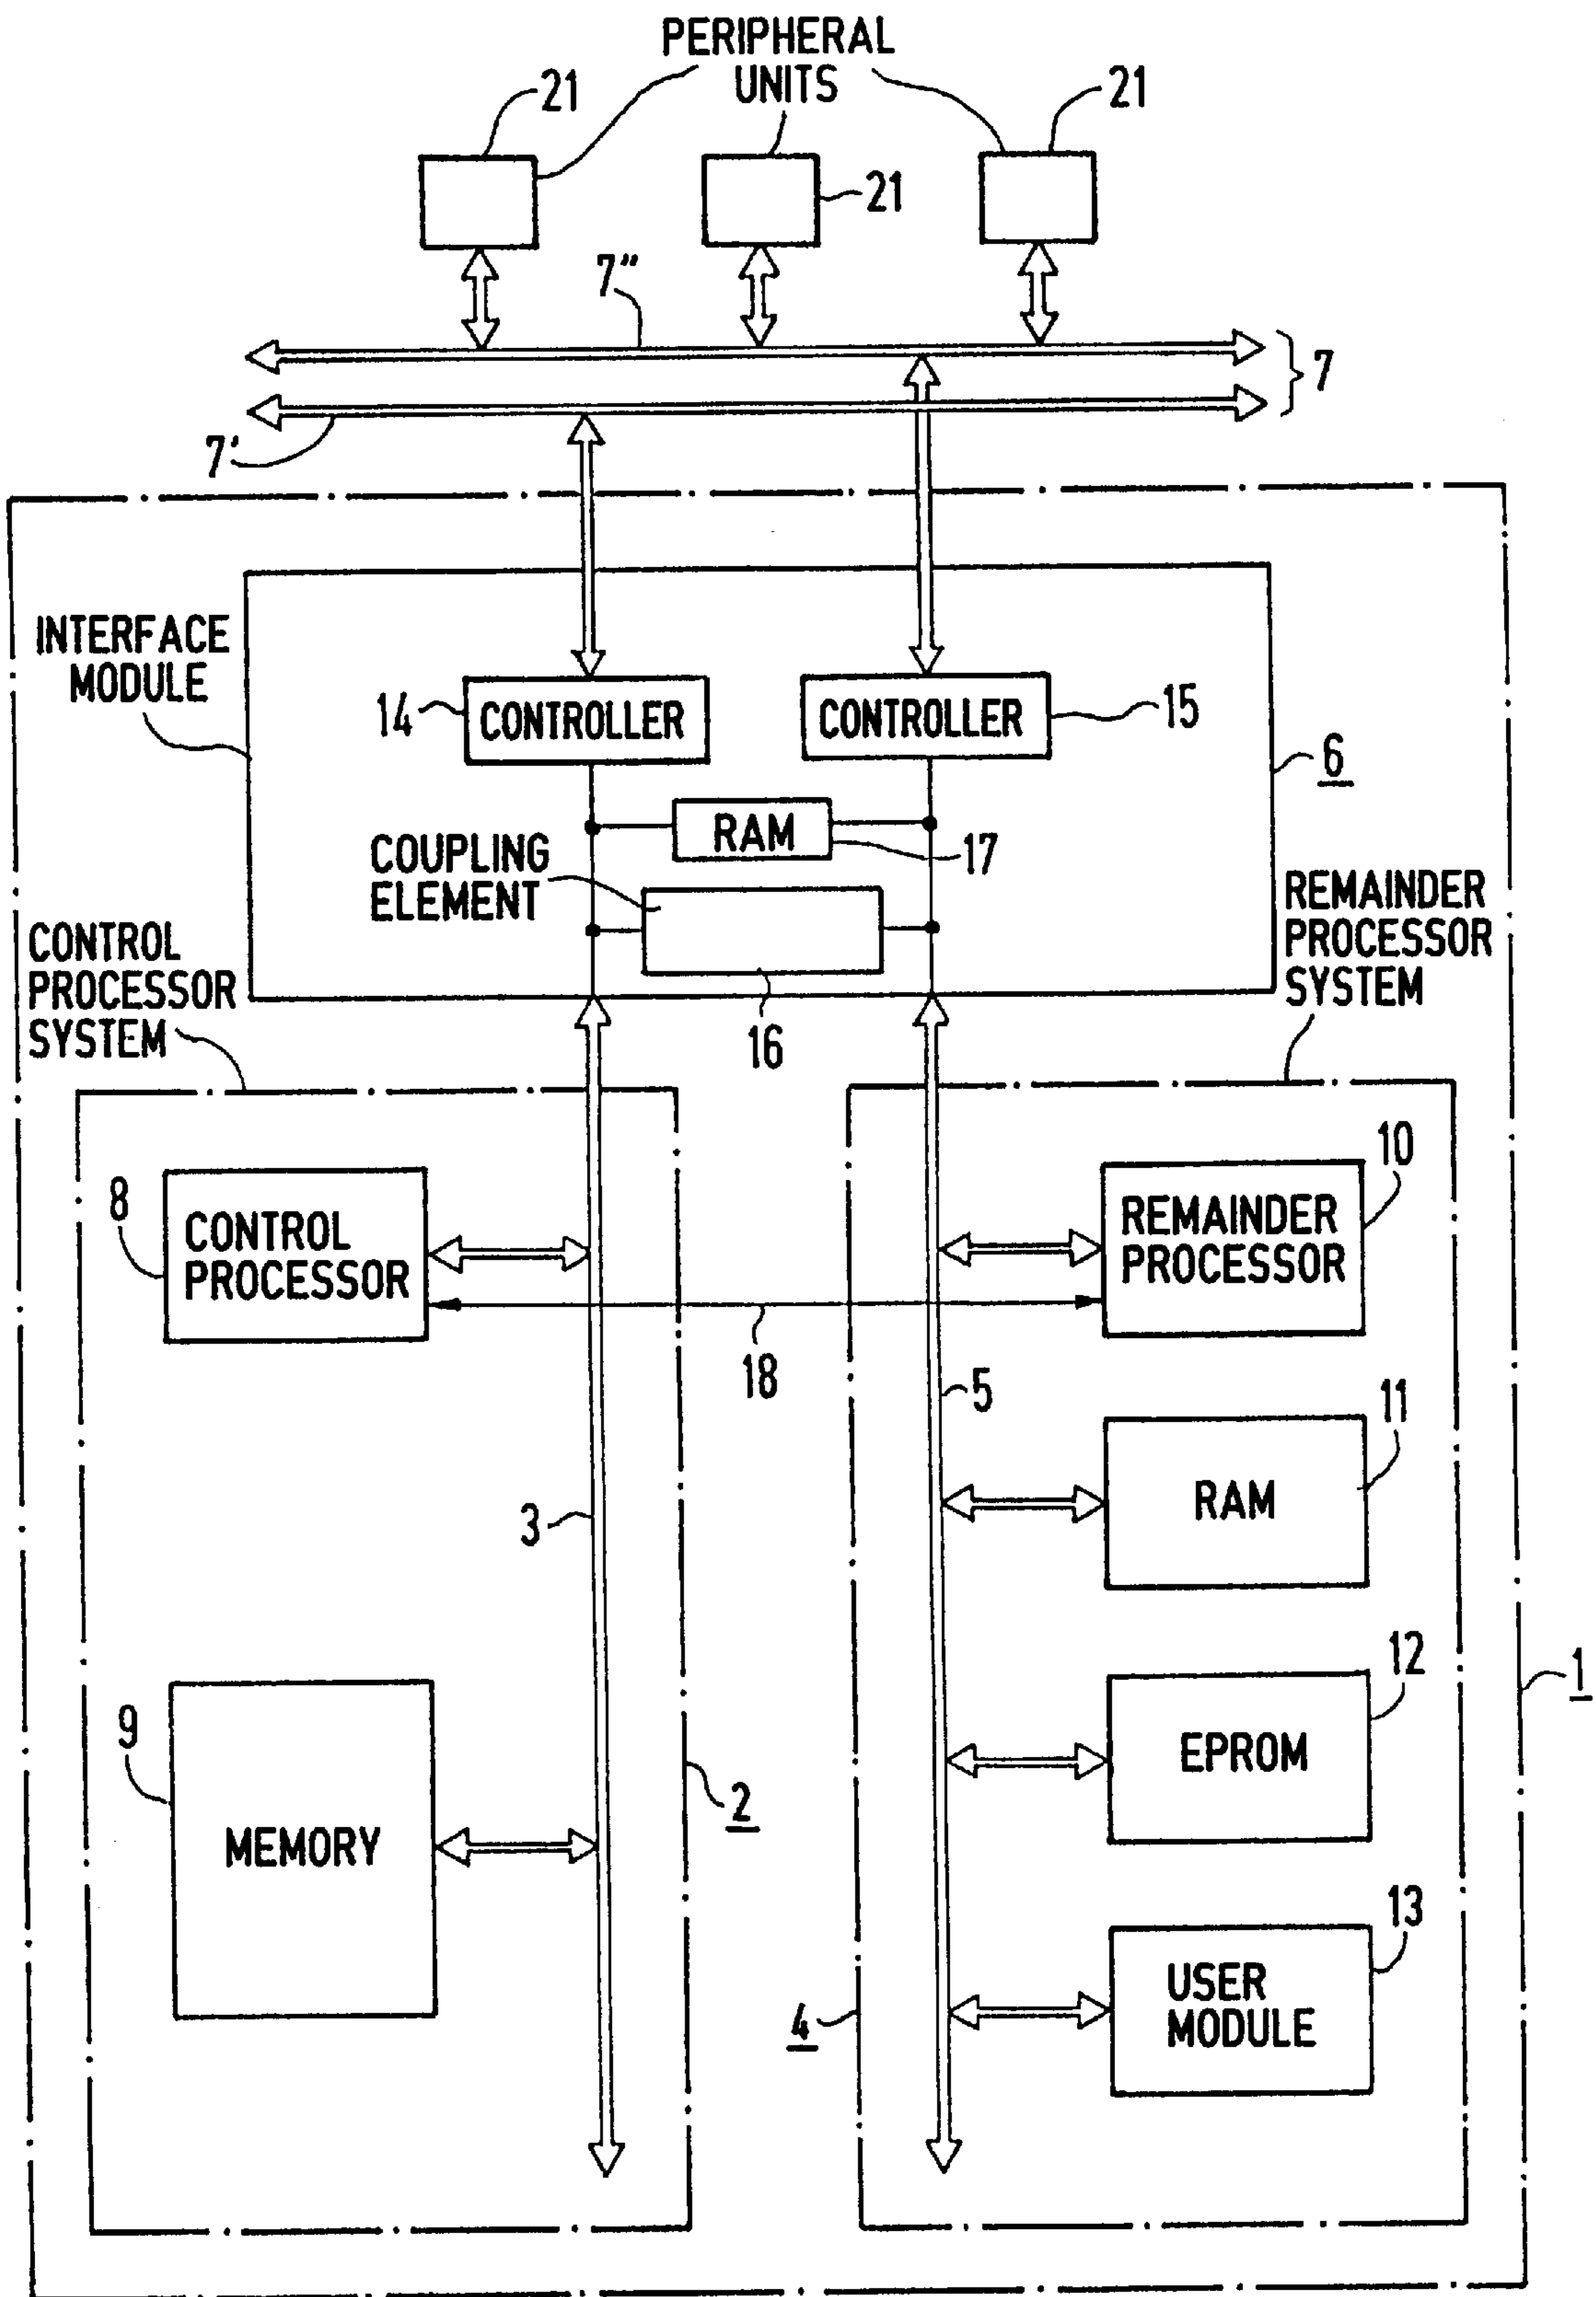 PERIPHERAL
UNITS
21
21
21
7"
7
7'
INTERFACE
MODULE
14
CONTROLLER
CONTROLLER
15
6
RAM
17
COUPLING
ELEMENT
16
REMAINDER
PROCESSOR
SYSTEM
CONTROL
PROCESSOR
SYSTEM
8
CONTROL
PROCESSOR
10
REMAINDER
PROCESSOR
18
5
11
RAM
3
12
EPROM
1
9
MEMORY
2
13
USER
MODULE
4